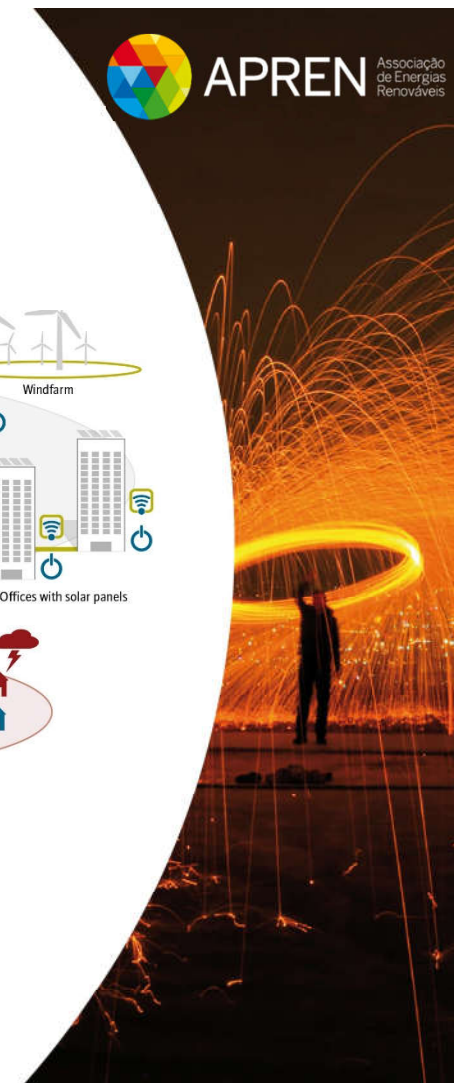 APREN
Associação
de Energias
Renováveis
Windfarm
Offices with solar panels